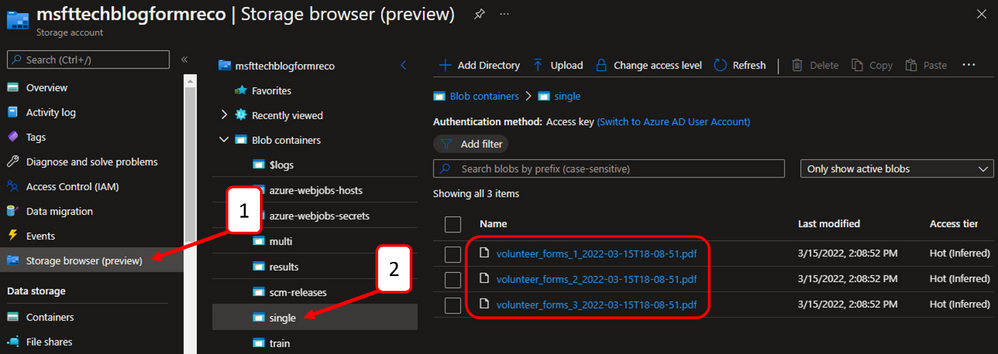 msfttechblogformreco | Storage browser (preview)
Storage account
Search (Ctrl+/)
Overview
Activity log
Tags
Diagnose and solve problems
Access Control (IAM)
Data migration
Events
Storage browser (preview)
Data storage
Containers
File shares
1
msfttechblogformreco
Favorites
Recently viewed
Blob containers
$logs
azure-webjobs-hosts
azure-webjobs-secrets
multi
results
scm-releases
single
train
2
Add Directory Upload Change access level Refresh Delete Copy Paste
Blob containers > single
Authentication method: Access key (Switch to Azure AD User Account)
Add filter
Search blobs by prefix (case-sensitive) Only show active blobs
Showing all 3 items
Name Last modified Access tier
volunteer_forms_1_2022-03-15T18-08-51.pdf 3/15/2022, 2:08:52 PM Hot (Inferred)
volunteer_forms_2_2022-03-15T18-08-51.pdf 3/15/2022, 2:08:52 PM Hot (Inferred)
volunteer_forms_3_2022-03-15T18-08-51.pdf 3/15/2022, 2:08:52 PM Hot (Inferred)